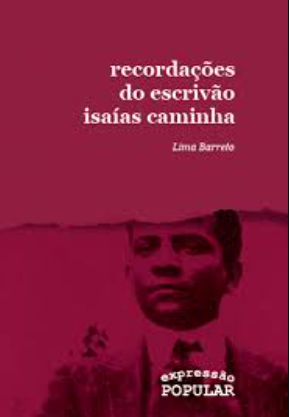 recordações
do escrivão
isaías caminha
Lima Barreto
expressão
POPULAR